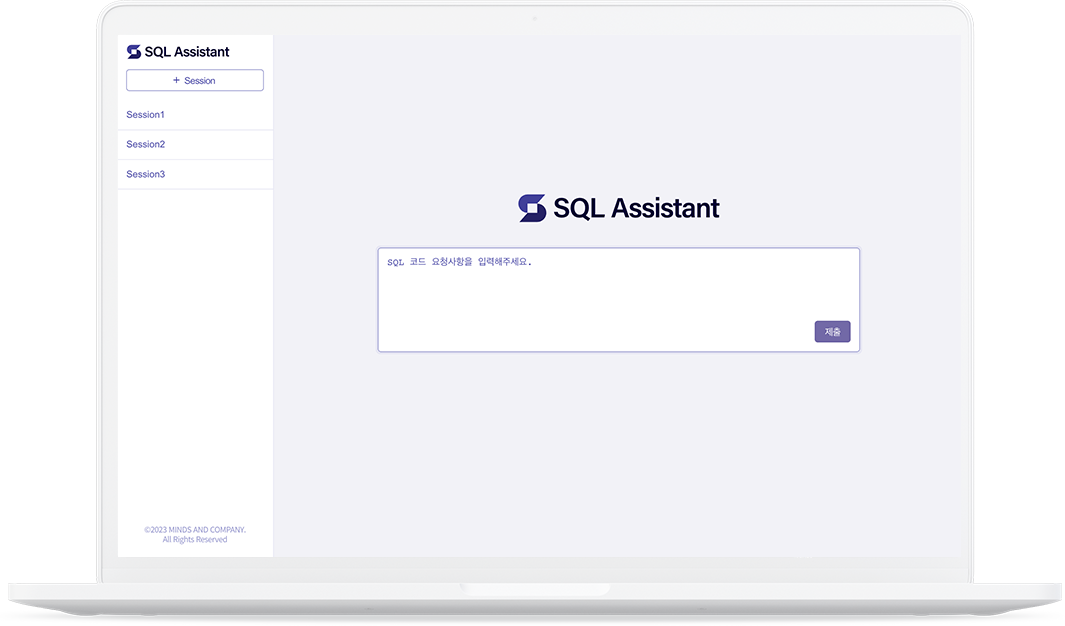 SQL Assistant
+ Session
Session1
Session2
Session3
SQL Assistant
SQL 코드 요청사항을 입력해주세요.
제출
©2023 MINDS AND COMPANY.
All Rights Reserved